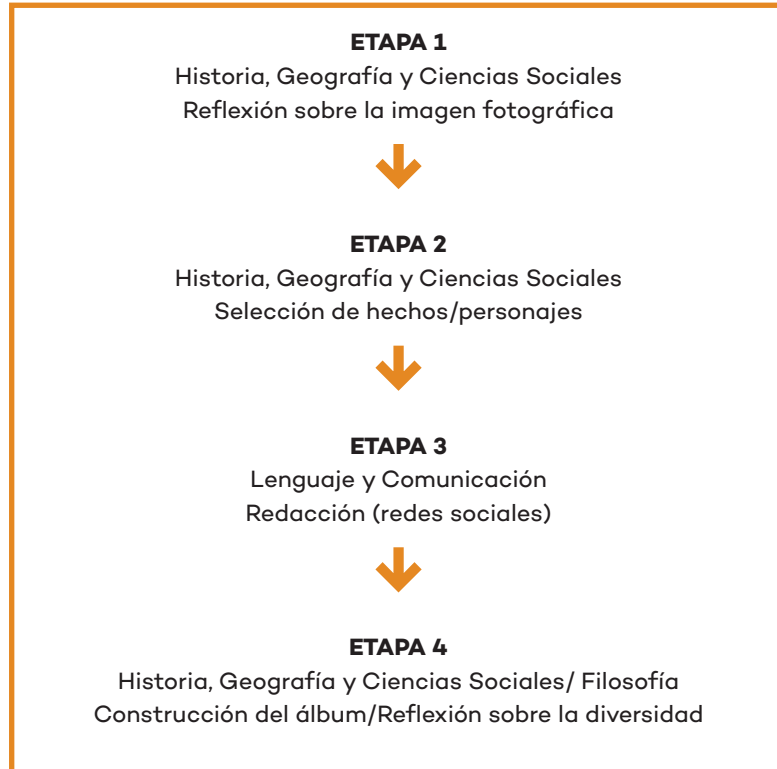 ETAPA 1
Historia, Geografía y Ciencias Sociales
Reflexión sobre la imagen fotográfica
ETAPA 2
Historia, Geografía y Ciencias Sociales
Selección de hechos/personajes
ETAPA 3
Lenguaje y Comunicación
Redacción (redes sociales)
ETAPA 4
Historia, Geografía y Ciencias Sociales/ Filosofía
Construcción del álbum/Reflexión sobre la diversidad